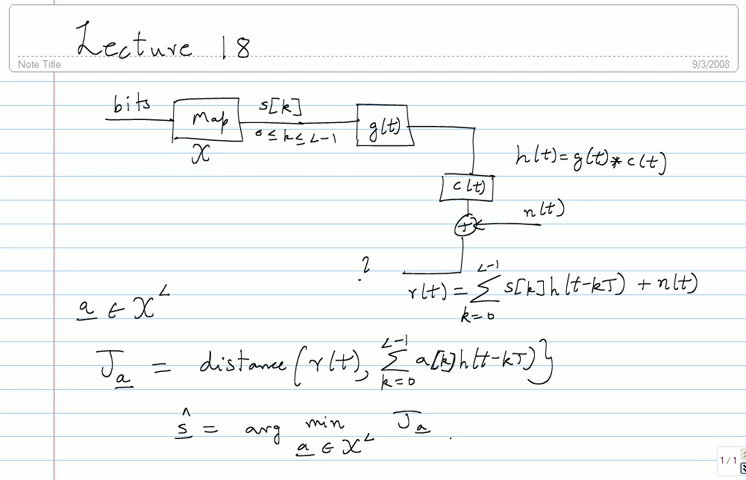 Lecture 18
Note Title
9/3/2008
bits
Map
s[k]
0 ≤ k ≤ L-1
g(t)
X
h(t) = g(t) * c(t)
c(t)
n(t)
+
?
r(t) = Σ_{k=0}^{L-1} s[k] h(t-kT) + n(t)
a ∈ X^L
J_a = distance ( r(t), Σ_{k=0}^{L-1} a[k] h(t-kT) }
ŝ = arg min_{a ∈ X^L} J_a .
1/1